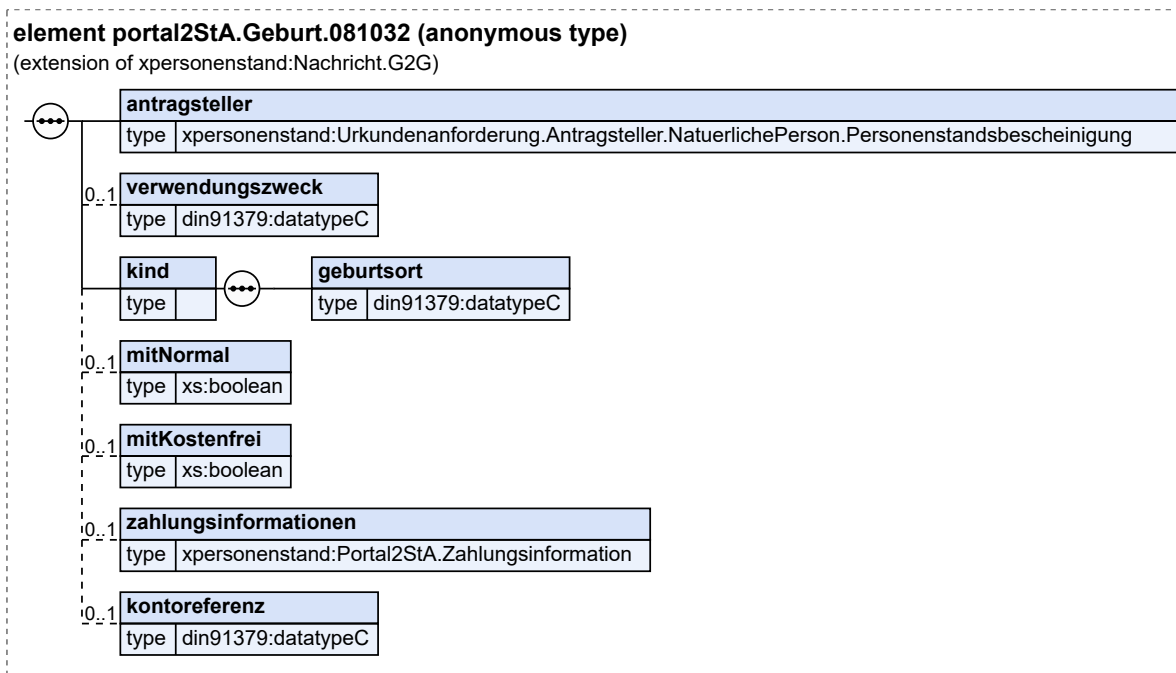 element portal2StA.Geburt.081032 (anonymous type)
(extension of xpersonenstand:Nachricht.G2G)
antragsteller
type xpersonenstand:Urkundenanforderung.Antragsteller.NatuerlichePerson.Personenstandsbescheinigung
0..1 verwendungszweck
type din91379:datatypeC
kind geburtsort
type type din91379:datatypeC
0..1 mitNormal
type xs:boolean
0..1 mitKostenfrei
type xs:boolean
0..1 zahlungsinformationen
type xpersonenstand:Portal2StA.Zahlungsinformation
0..1 kontoreferenz
type din91379:datatypeC